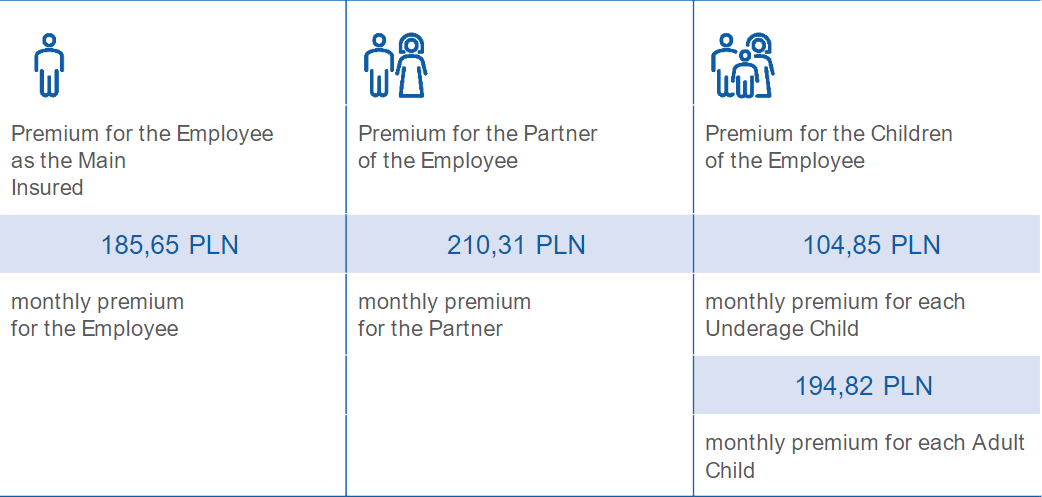 Premium for the Employee
as the Main
Insured
Premium for the Partner
of the Employee
Premium for the Children
of the Employee
185,65 PLN
210,31 PLN
104,85 PLN
monthly premium
for the Employee
monthly premium
for the Partner
monthly premium for each
Underage Child
194,82 PLN
monthly premium for each Adult
Child